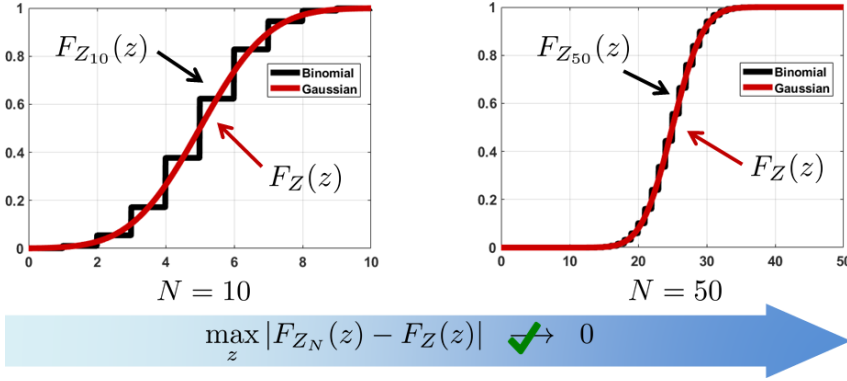 1
0.8
0.6
0.4
0.2
0
F_{Z_{10}}(z)
Binomial
Gaussian
F_Z(z)
0 2 4 6 8 10
N = 10
1
0.8
0.6
0.4
0.2
0
F_{Z_{50}}(z)
Binomial
Gaussian
F_Z(z)
0 10 20 30 40 50
N = 50
max_z |F_{Z_N}(z) − F_Z(z)| → 0